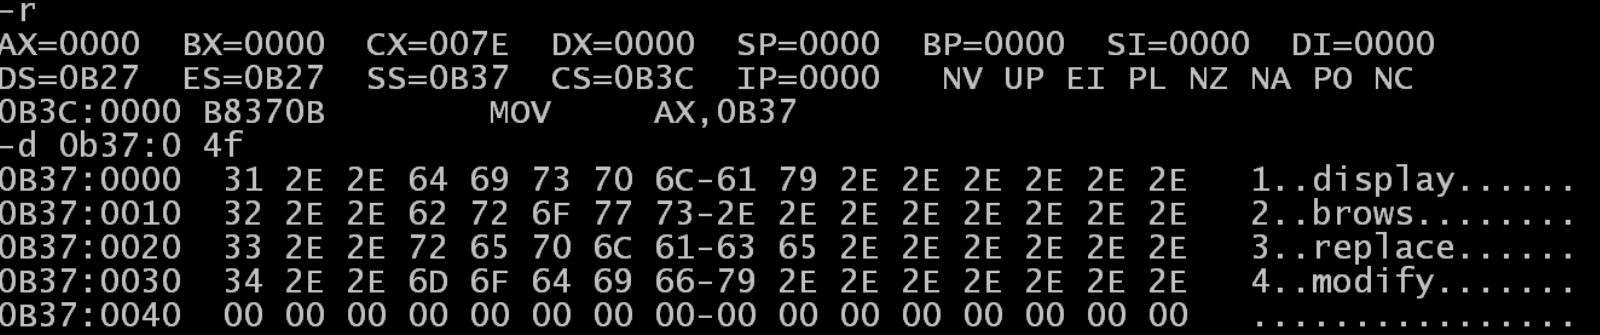 -r
AX=0000  BX=0000  CX=007E  DX=0000  SP=0000  BP=0000  SI=0000  DI=0000
DS=0B27  ES=0B27  SS=0B37  CS=0B3C  IP=0000   NV UP EI PL NZ NA PO NC
0B3C:0000 B8370B        MOV     AX,0B37
-d 0b37:0 4f
0B37:0000  31 2E 2E 64 69 73 70 6C-61 79 2E 2E 2E 2E 2E 2E   1..display......
0B37:0010  32 2E 2E 62 72 6F 77 73-2E 2E 2E 2E 2E 2E 2E 2E   2..brows........
0B37:0020  33 2E 2E 72 65 70 6C 61-63 65 2E 2E 2E 2E 2E 2E   3..replace......
0B37:0030  34 2E 2E 6D 6F 64 69 66-79 2E 2E 2E 2E 2E 2E 2E   4..modify.......
0B37:0040  00 00 00 00 00 00 00 00-00 00 00 00 00 00 00 00   ................